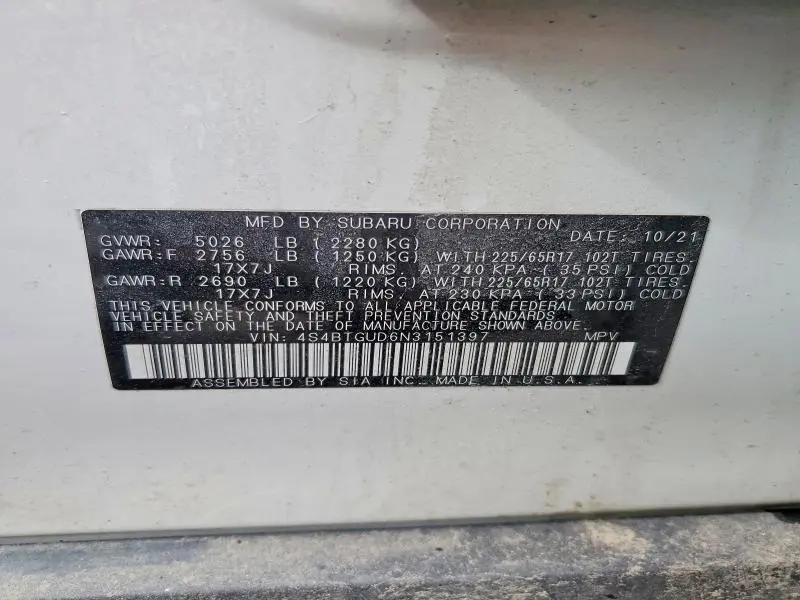 MFD BY SUBARU CORPORATION
GVWR: 5026 LB ( 2280 KG) DATE: 10/21
GAWR:F 2756 LB ( 1250 KG) WITH 225/65R17 102T TIRES.
17X7J RIMS, AT 240 KPA ( 35 PSI) COLD
GAWR:R 2690 LB ( 1220 KG) WITH 225/65R17 102T TIRES.
17X7J RIMS, AT 230 KPA ( 33 PSI) COLD
THIS VEHICLE CONFORMS TO ALL APPLICABLE FEDERAL MOTOR
VEHICLE SAFETY AND THEFT PREVENTION STANDARDS
IN EFFECT ON THE DATE OF MANUFACTURE SHOWN ABOVE.
VIN: 4S4BTGUD6N3151397 MPV
ASSEMBLED BY SIA INC. MADE IN U.S.A.